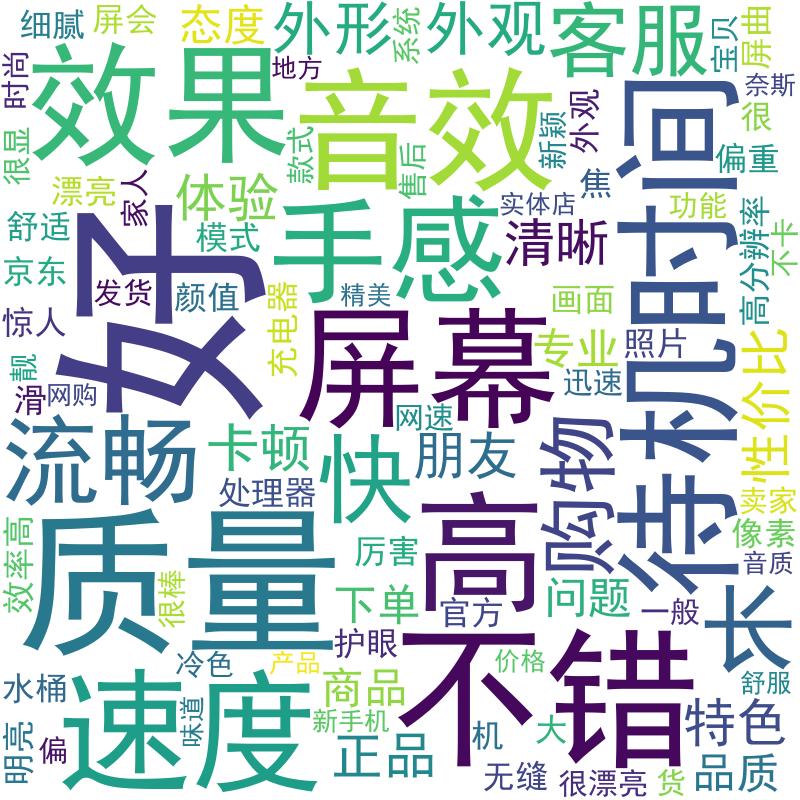 细腻
屏会
态度
外形
系统
外观
客服
宝贝
屏曲
时尚
效果
地方
音效
新颖
外观
待机时间
奈斯
很
很显
漂亮
家人
体验
款式
售后
焦
偏重
舒适
好
模式
手感
实体店
清晰
功能
高分辨率
不卡
京东
发货
颜值
充电器
精美
画面
惊人
屏幕
专业
照片
性价比
靓
滑
网购
迅速
流畅
卡顿
快
网速
朋友
购物
处理器
卖家
像素
效率高
质量
高
厉害
音质
很棒
下单
官方
问题
一般
长
护眼
不错
水桶
冷色
产品
价格
舒服
速度
商品
新手机
味道
明亮
偏
正品
机
大
特色
无缝
很漂亮
货
品质